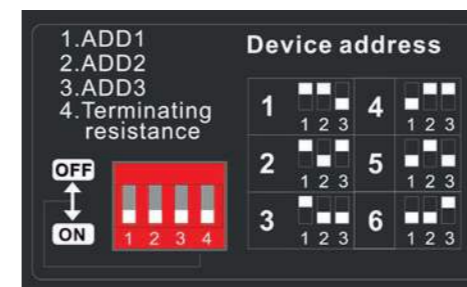 1.ADD1
2.ADD2
3.ADD3
4.Terminating
resistance
OFF
ON
1 2 3 4
Device address
1 1 2 3 4 1 2 3
2 1 2 3 5 1 2 3
3 1 2 3 6 1 2 3